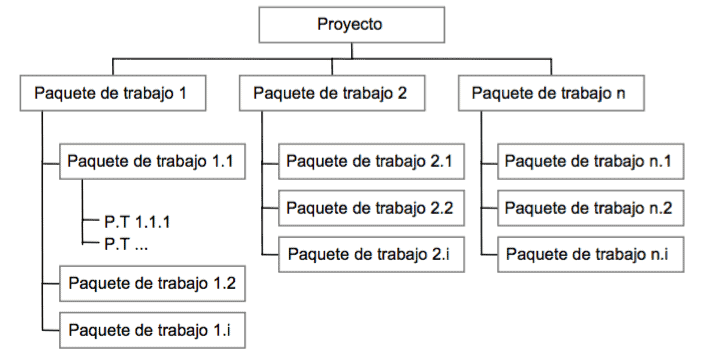 Proyecto
Paquete de trabajo 1
Paquete de trabajo 2
Paquete de trabajo n
Paquete de trabajo 1.1
Paquete de trabajo 2.1
Paquete de trabajo n.1
P.T 1.1.1
P.T ...
Paquete de trabajo 2.2
Paquete de trabajo n.2
Paquete de trabajo 2.i
Paquete de trabajo n.i
Paquete de trabajo 1.2
Paquete de trabajo 1.i